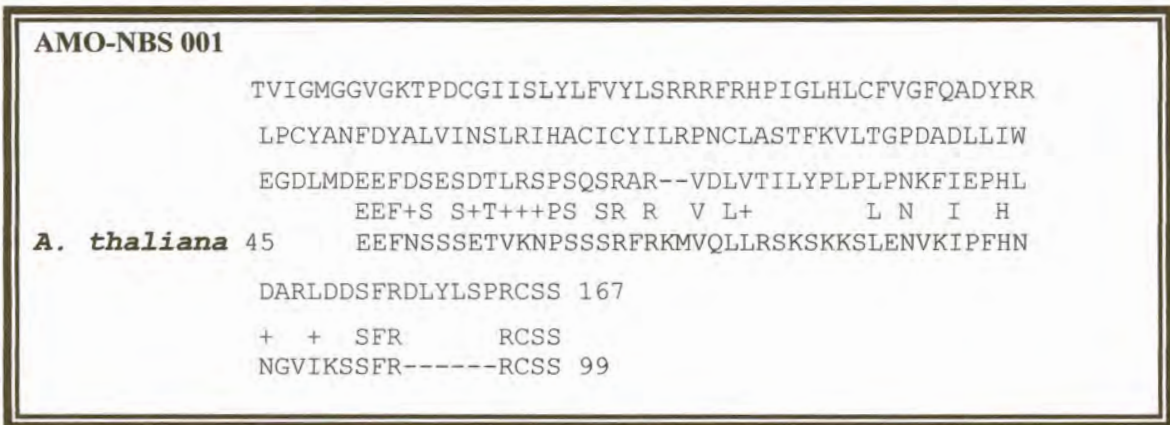 AMO-NBS 001
TVIGMGGVGKTPDCGIISLYLFVYLSRRRFRHPIGLHLCFVGFQADYRR
LPCYANFDYALVINSLRIHACICYILRPNCLASTFKVLTGPDADLLIW
EGDLMDEEFDSESDTLRSPSQSRAR--VDLVTILYPLPLPNKFIEPHL
EEF+S S+T+++PS SR R V L+ L N I H
A. thaliana 45 EEFNSSSETVKNPSSSRFRKMVQLLRSKSKKSLENVKIPFHN
DARLDDSFRDLYLSPRCSS 167
+ + SFR RCSS
NGVIKSSFR------RCSS 99